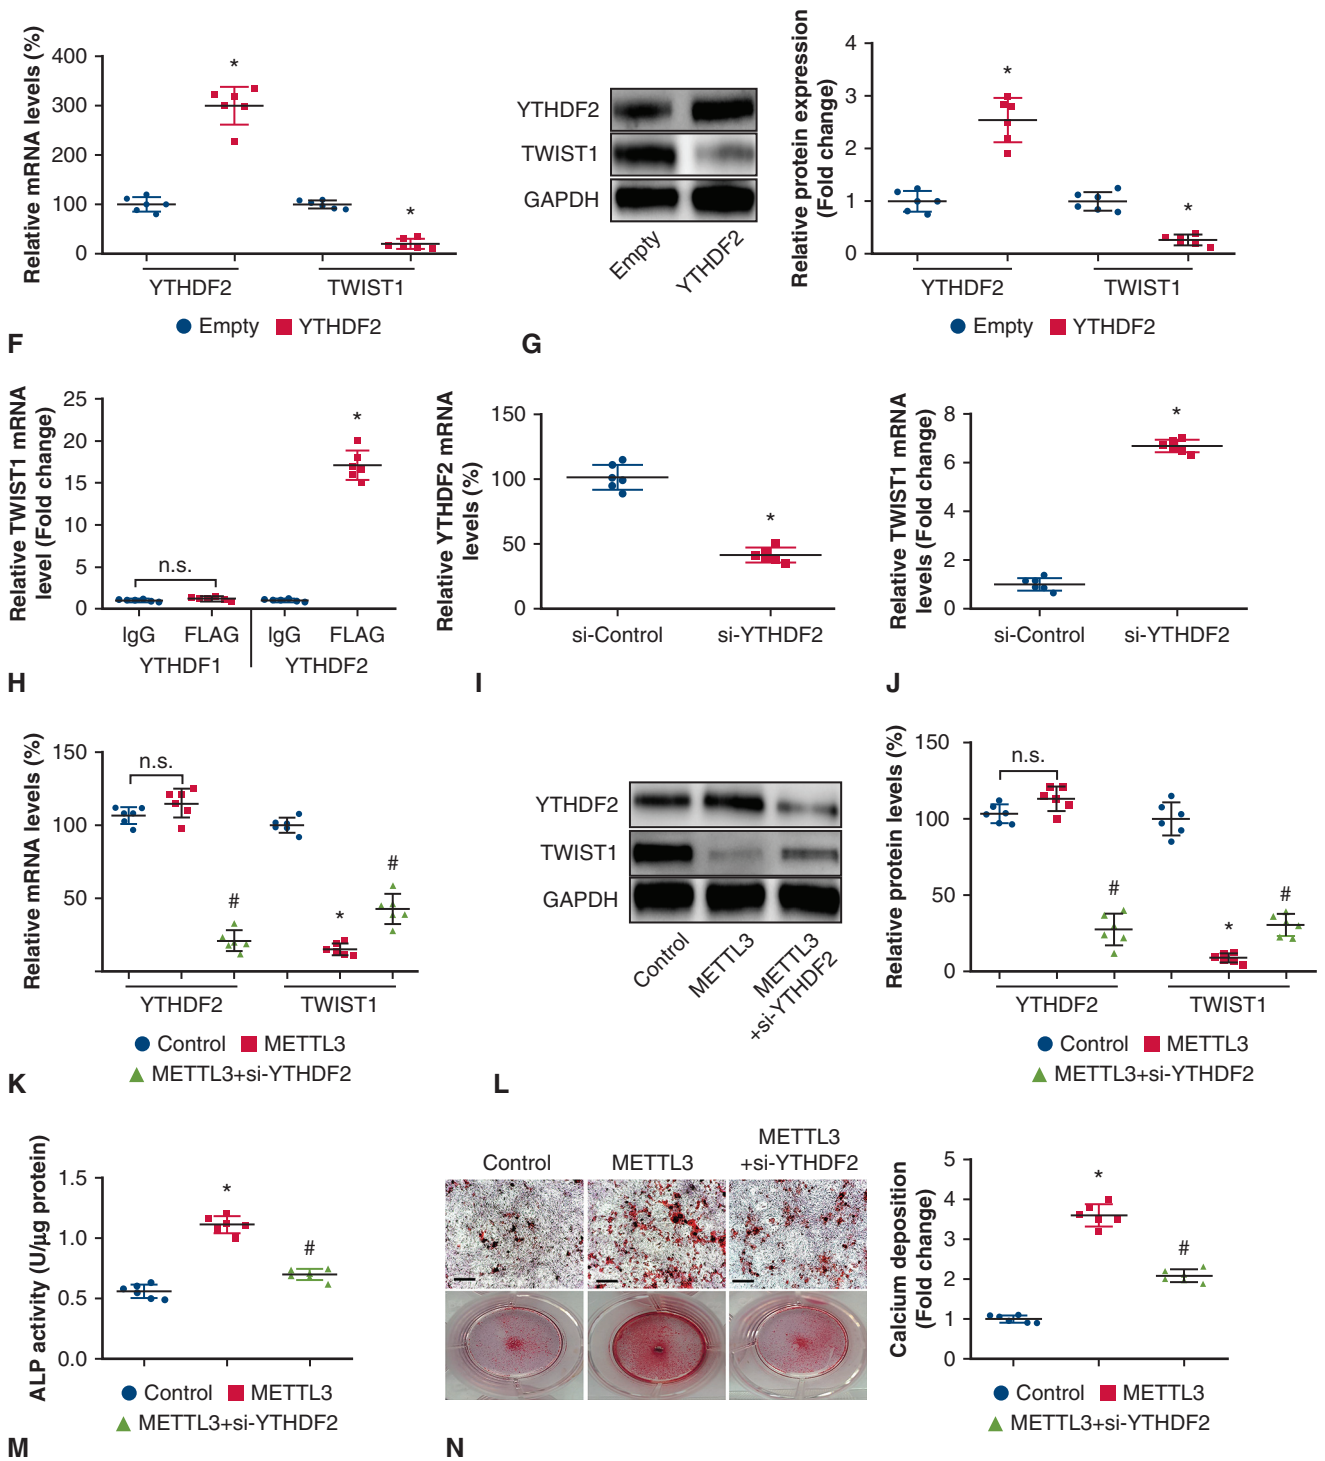 Relative mRNA levels (%)
400
300
200
100
0
*
*
YTHDF2
TWIST1
Empty
YTHDF2
F
YTHDF2
TWIST1
GAPDH
Empty
YTHDF2
G
Relative protein expression
(Fold change)
4
3
2
1
0
*
*
YTHDF2
TWIST1
Empty
YTHDF2
Relative TWIST1 mRNA
level (Fold change)
25
20
15
10
5
0
n.s.
*
IgG
FLAG
IgG
FLAG
YTHDF1
YTHDF2
H
Relative YTHDF2 mRNA
levels (%)
150
100
50
0
*
si-Control
si-YTHDF2
I
Relative TWIST1 mRNA
levels (Fold change)
8
6
4
2
0
*
si-Control
si-YTHDF2
J
Relative mRNA levels (%)
150
100
50
n.s.
#
*
#
YTHDF2
TWIST1
Control
METTL3
METTL3+si-YTHDF2
K
YTHDF2
TWIST1
GAPDH
Control
METTL3
METTL3
+si-YTHDF2
L
Relative protein levels (%)
150
100
50
0
n.s.
#
*
#
YTHDF2
TWIST1
Control
METTL3
METTL3+si-YTHDF2
ALP activity (U/µg protein)
1.5
1.0
0.5
0.0
*
#
Control
METTL3
METTL3+si-YTHDF2
M
Control
METTL3
METTL3
+si-YTHDF2
N
Calcium deposition
(Fold change)
5
4
3
2
1
0
*
#
Control
METTL3
METTL3+si-YTHDF2